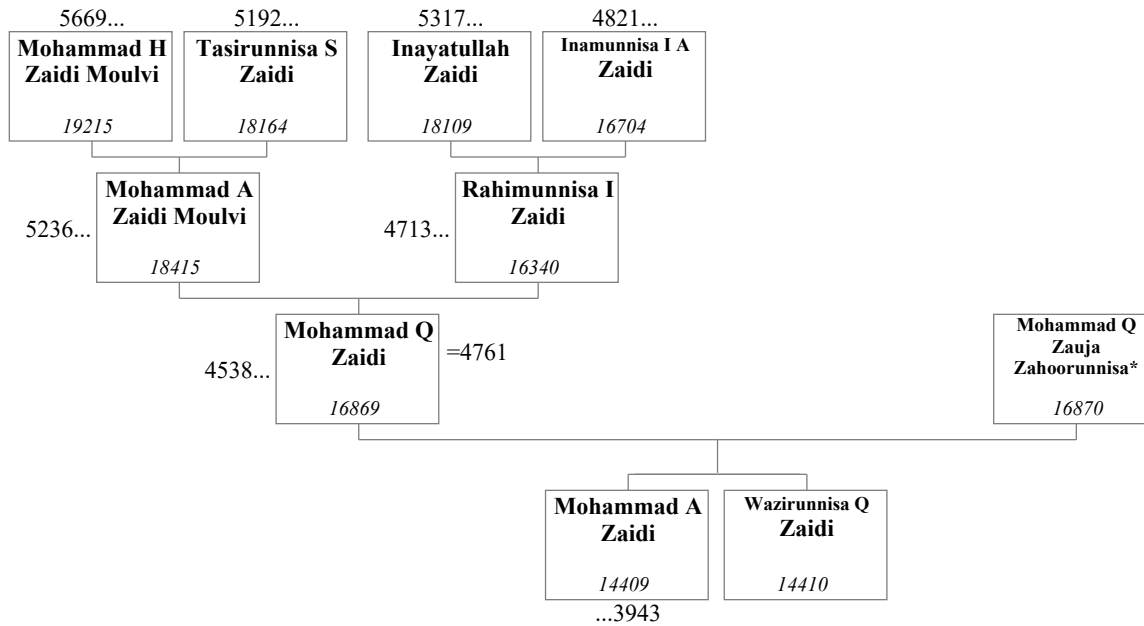 5669... 5192... 5317... 4821...
Mohammad H
Zaidi Moulvi
19215
Tasirunnisa S
Zaidi
18164
Inayatullah
Zaidi
18109
Inamunnisa I A
Zaidi
16704
5236...
Mohammad A
Zaidi Moulvi
18415
4713...
Rahimunnisa I
Zaidi
16340
4538...
Mohammad Q
Zaidi
16869
=4761
Mohammad Q
Zauja
Zahoorunnisa*
16870
Mohammad A
Zaidi
14409
...3943
Wazirunnisa Q
Zaidi
14410